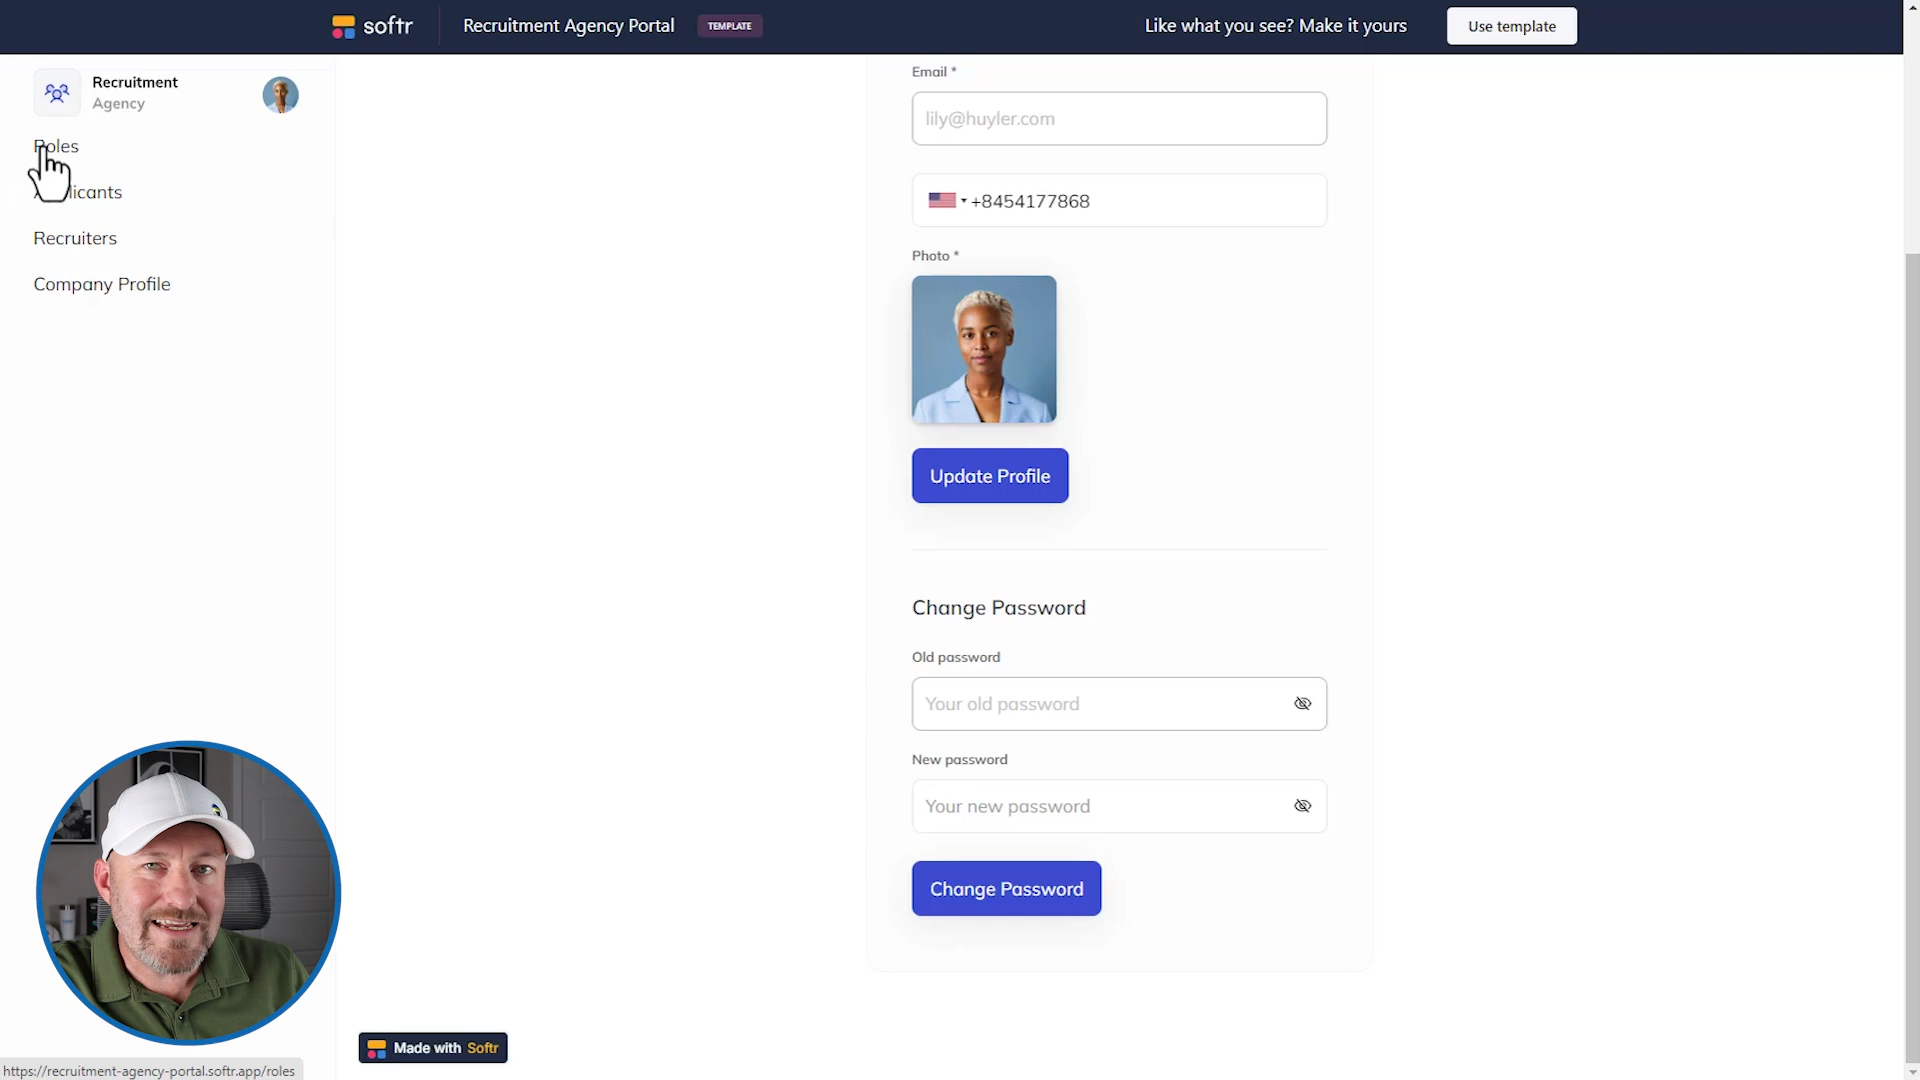 softr
Recruitment Agency Portal
TEMPLATE
Like what you see? Make it yours
Use template
Recruitment
Agency
Roles
Applicants
Recruiters
Company Profile
Email *
lily@huyler.com
+8454177868
Photo *
Update Profile
Change Password
Old password
Your old password
New password
Your new password
Change Password
Made with Softr
https://recruitment-agency-portal.softr.app/roles